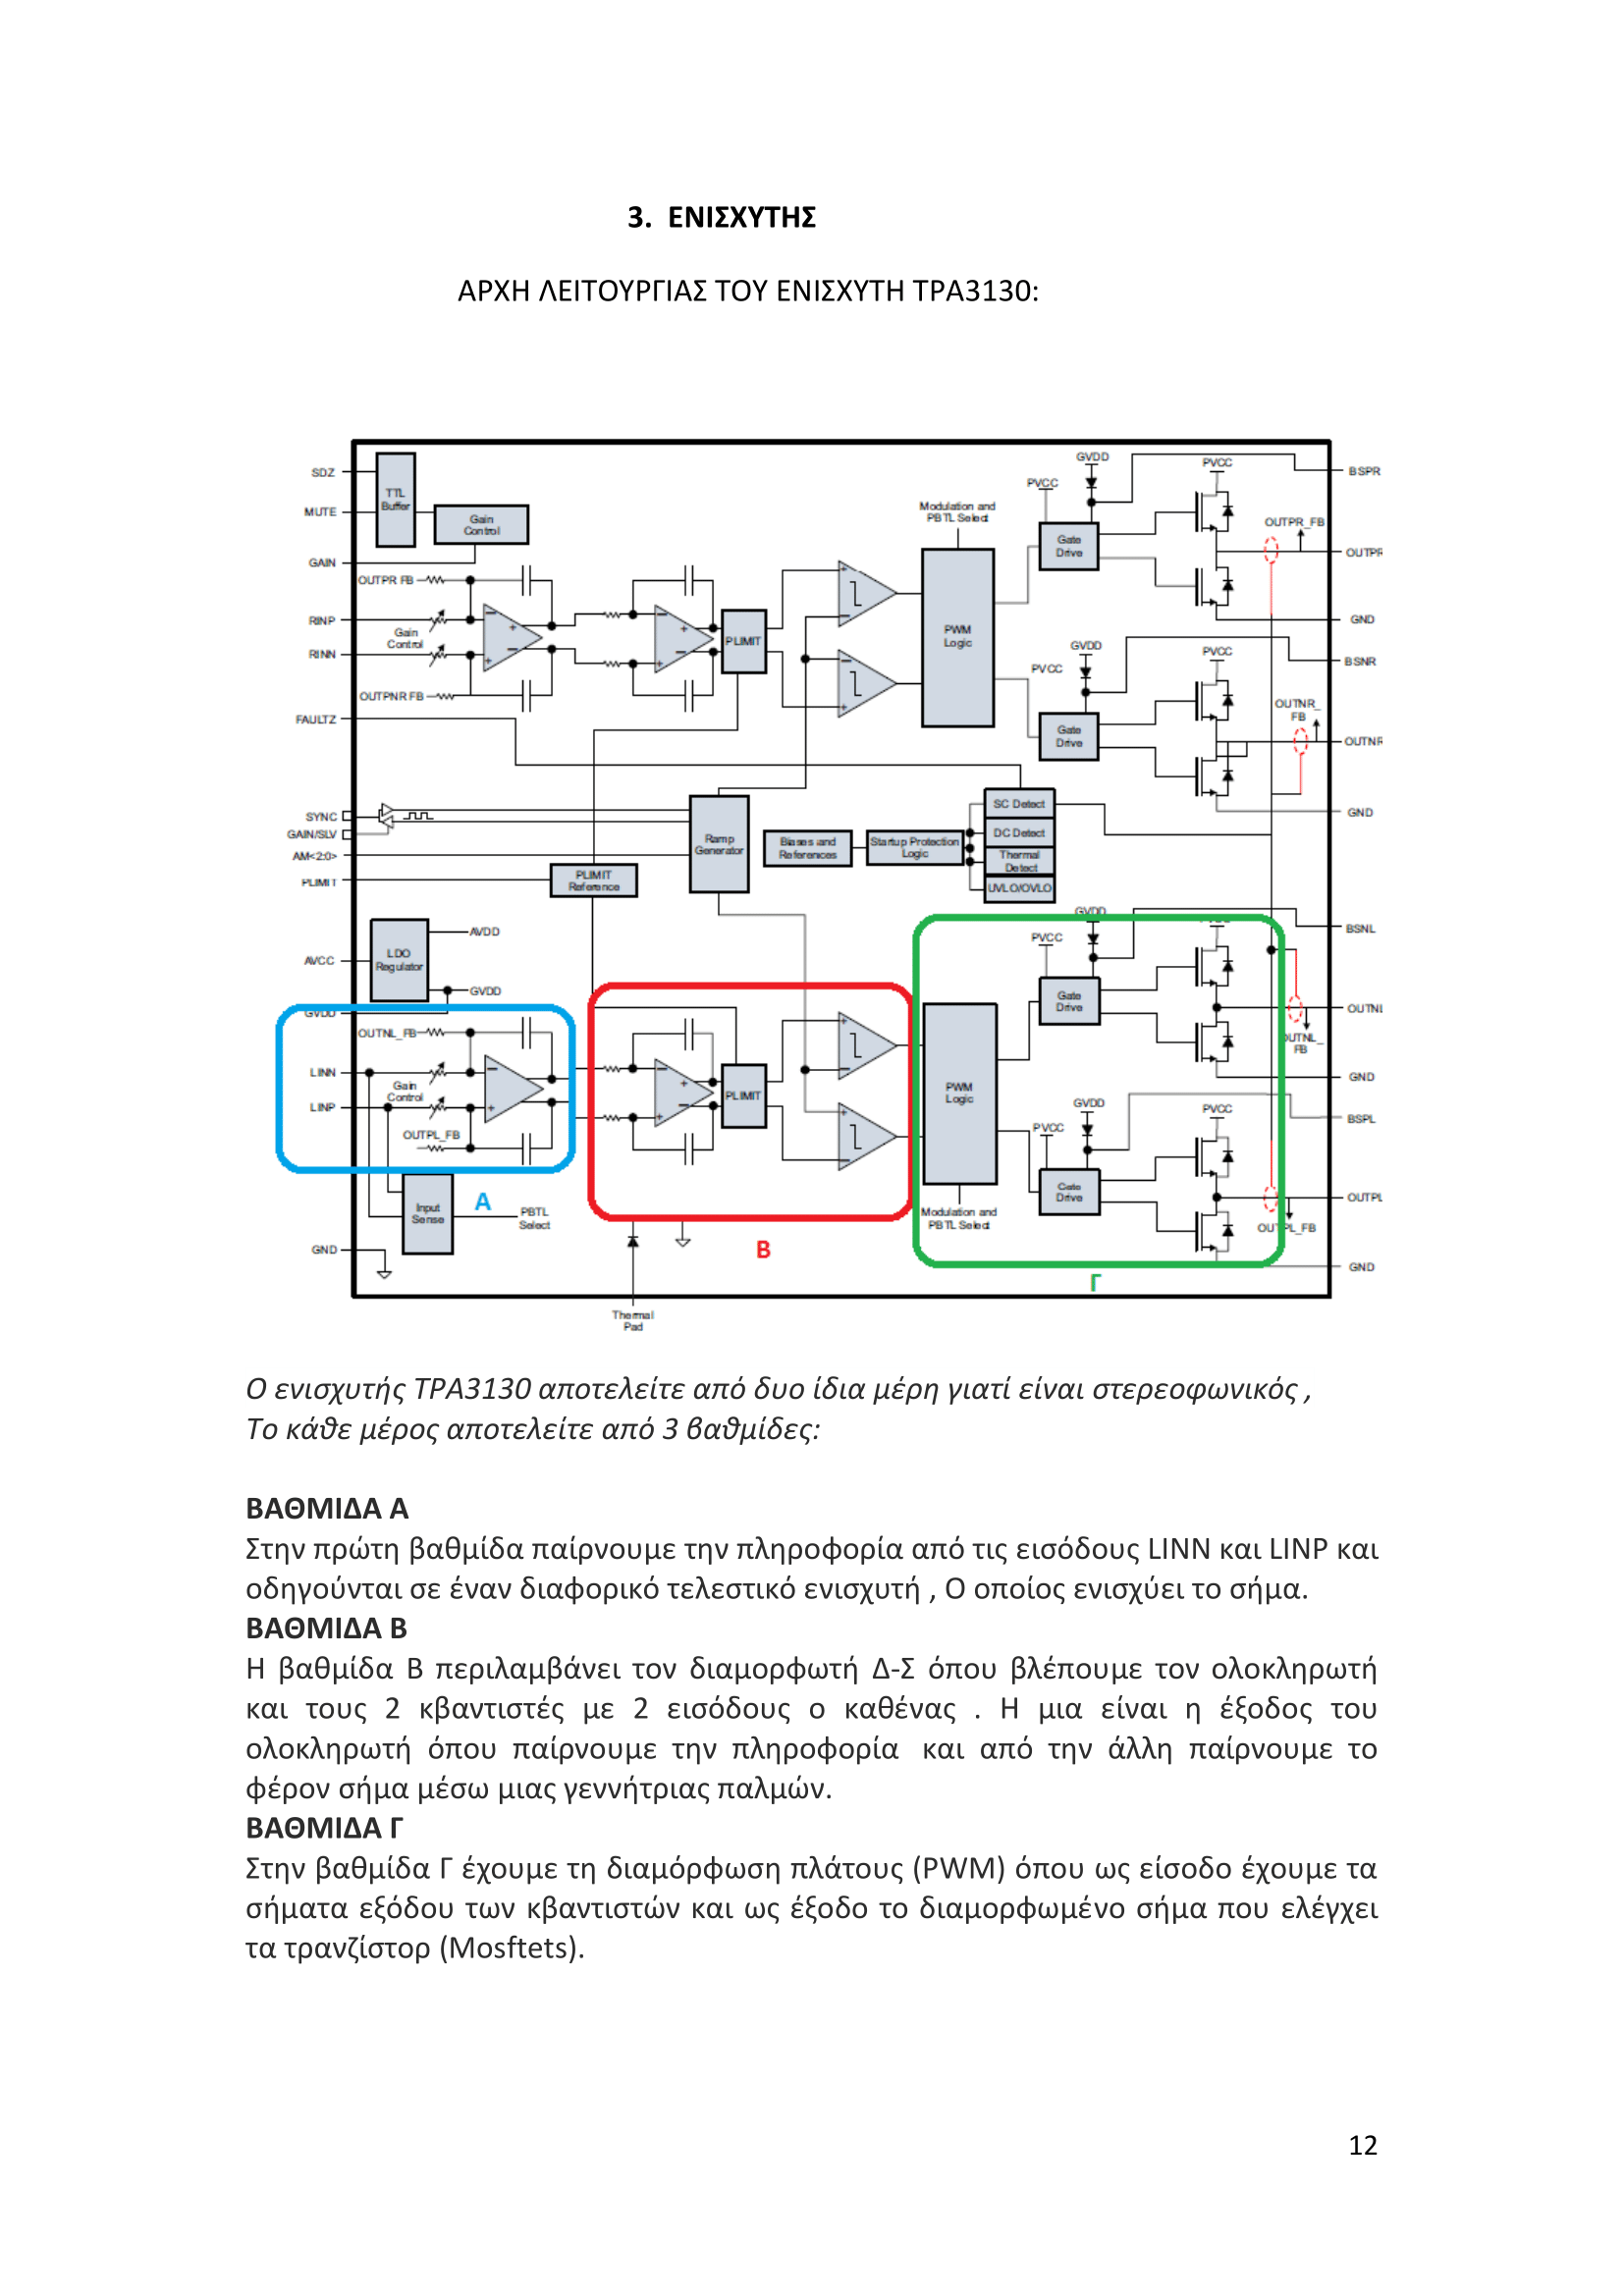 3. ΕΝΙΣΧΥΤΗΣ
ΑΡΧΗ ΛΕΙΤΟΥΡΓΙΑΣ ΤΟΥ ΕΝΙΣΧΥΤΗ TPA3130:
SDZ
MUTE
GAIN
TTL
Buffer
Gain
Control
OUTPR FB
RINP
Gain
Control
RINN
OUTPNR FB
FAULTZ
PLIMIT
Modulation and
PBTL Select
PWM
Logic
GVDD
PVCC
Gate
Drive
PVCC
BSPR
OUTPR_FB
OUTPR
GND
GVDD
PVCC
Gate
Drive
PVCC
BSNR
OUTNR_
FB
OUTNR
GND
SYNC
GAIN/SLV
AM<2:0>
PLIMIT
PLIMIT
Reference
Ramp
Generator
Biases and
References
Startup Protection
Logic
SC Detect
DC Detect
Thermal
Detect
UVLO/OVLO
AVCC
LDO
Regulator
AVDD
GVDD
GVDD
OUTNL_FB
LINN
Gain
Control
LINP
OUTPL_FB
Input
Sense
A
PBTL
Select
GND
Thermal
Pad
PLIMIT
B
PWM
Logic
Modulation and
PBTL Select
GVDD
PVCC
Gate
Drive
BSNL
OUTNL
OUTNL_
FB
GND
GVDD
PVCC
Gate
Drive
PVCC
BSPL
OUTPL
OUTPL_FB
GND
Γ
Ο ενισχυτής TPA3130 αποτελείτε από δυο ίδια μέρη γιατί είναι στερεοφωνικός ,
Το κάθε μέρος αποτελείτε από 3 βαθμίδες:
ΒΑΘΜΙΔΑ Α
Στην πρώτη βαθμίδα παίρνουμε την πληροφορία από τις εισόδους LINN και LINP και
οδηγούνται σε έναν διαφορικό τελεστικό ενισχυτή , Ο οποίος ενισχύει το σήμα.
ΒΑΘΜΙΔΑ Β
Η βαθμίδα Β περιλαμβάνει τον διαμορφωτή Δ-Σ όπου βλέπουμε τον ολοκληρωτή
και τους 2 κβαντιστές με 2 εισόδους ο καθένας . Η μια είναι η έξοδος του
ολοκληρωτή όπου παίρνουμε την πληροφορία και από την άλλη παίρνουμε το
φέρον σήμα μέσω μιας γεννήτριας παλμών.
ΒΑΘΜΙΔΑ Γ
Στην βαθμίδα Γ έχουμε τη διαμόρφωση πλάτους (PWM) όπου ως είσοδο έχουμε τα
σήματα εξόδου των κβαντιστών και ως έξοδο το διαμορφωμένο σήμα που ελέγχει
τα τρανζίστορ (Mosftets).
12